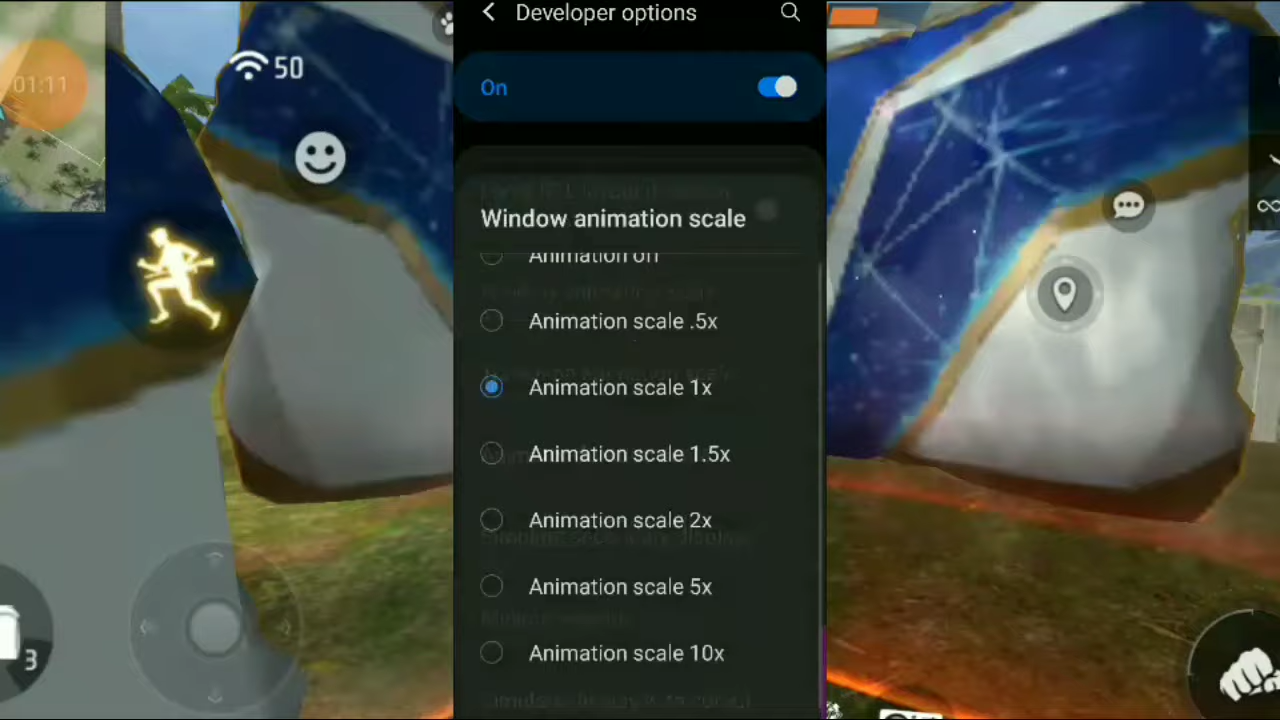 01:11
50
3
Developer options
On
Window animation scale
Animation off
Animation scale .5x
Animation scale 1x
Animation scale 1.5x
Animation scale 2x
Animation scale 5x
Animation scale 10x